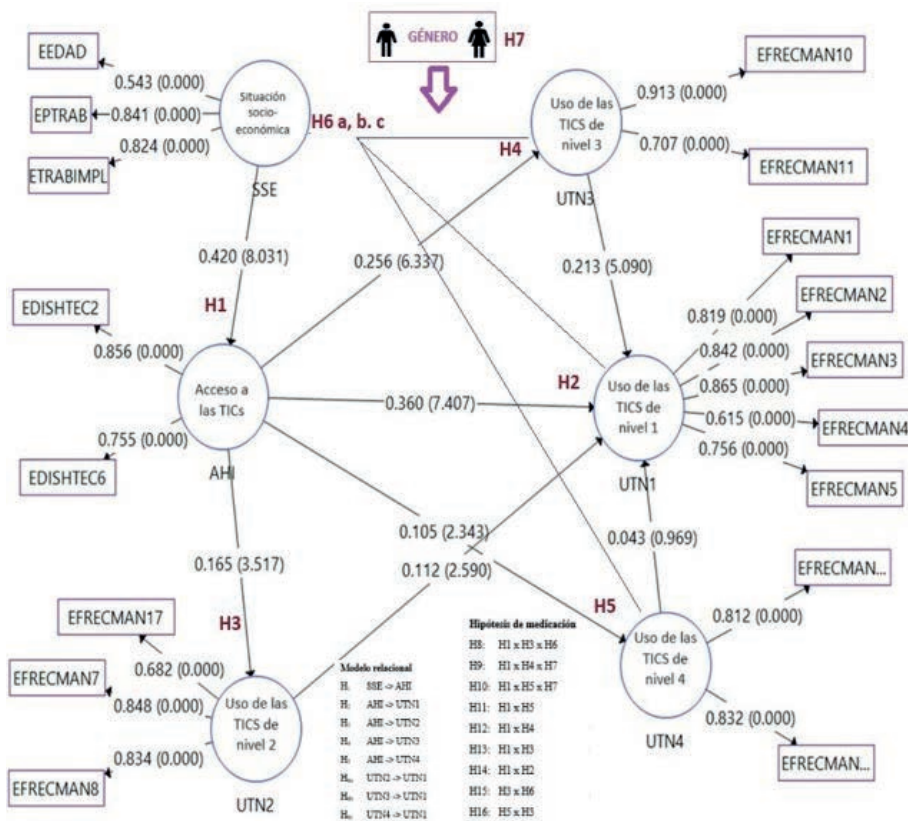 GÉNERO
H7
EEDAD
0.543 (0.000)
EPTRAB
0.841 (0.000)
ETRABIMPL
0.824 (0.000)
Situación
socio-
económica
SSE
H6 a, b. c
H4
Uso de las
TICS de
nivel 3
UTN3
EFRECMAN10
0.913 (0.000)
0.707 (0.000)
EFRECMAN11
0.420 (8.031)
H1
0.256 (6.337)
0.213 (5.090)
EFRECMAN1
0.819 (0.000)
EFRECMAN2
0.842 (0.000)
EFRECMAN3
0.865 (0.000)
EFRECMAN4
0.615 (0.000)
EFRECMAN5
0.756 (0.000)
EDISHTEC2
0.856 (0.000)
Acceso a
las TICs
AHI
0.755 (0.000)
EDISHTEC6
0.360 (7.407)
H2
Uso de las
TICS de
nivel 1
UTN1
0.165 (3.517)
H3
0.105 (2.343)
0.112 (2.590)
0.043 (0.969)
H5
Uso de las
TICS de
nivel 4
UTN4
EFRECMAN...
0.812 (0.000)
0.832 (0.000)
EFRECMAN...
EFRECMAN17
0.682 (0.000)
EFRECMAN7
0.848 (0.000)
0.834 (0.000)
EFRECMAN8
Uso de las
TICS de
nivel 2
UTN2
Modelo relacional
SSE -> AHI
AHI -> UTN1
AHI -> UTN2
AHI -> UTN3
AHI -> UTN4
UTN2 -> UTN1
UTN3 -> UTN1
UTN4 -> UTN1
Hipótesis de medicación
H8: H1 x H3 x H6
H9: H1 x H4 x H7
H10: H1 x H5 x H7
H11: H1 x H5
H12: H1 x H4
H13: H1 x H3
H14: H1 x H2
H15: H3 x H6
H16: H5 x H3